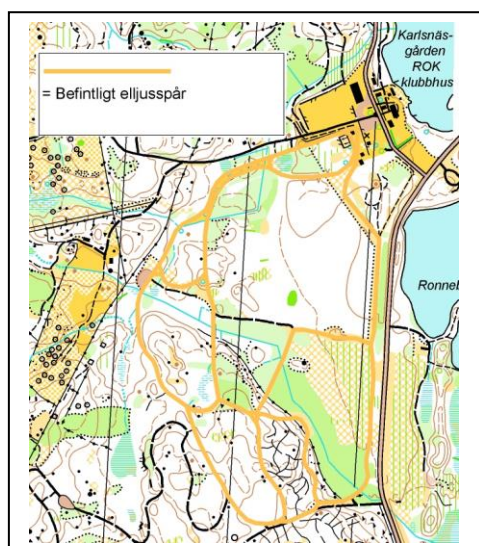 Karlsnäs-
gården
ROK
klubbhus
= Befintligt elljusspår
Ronneb